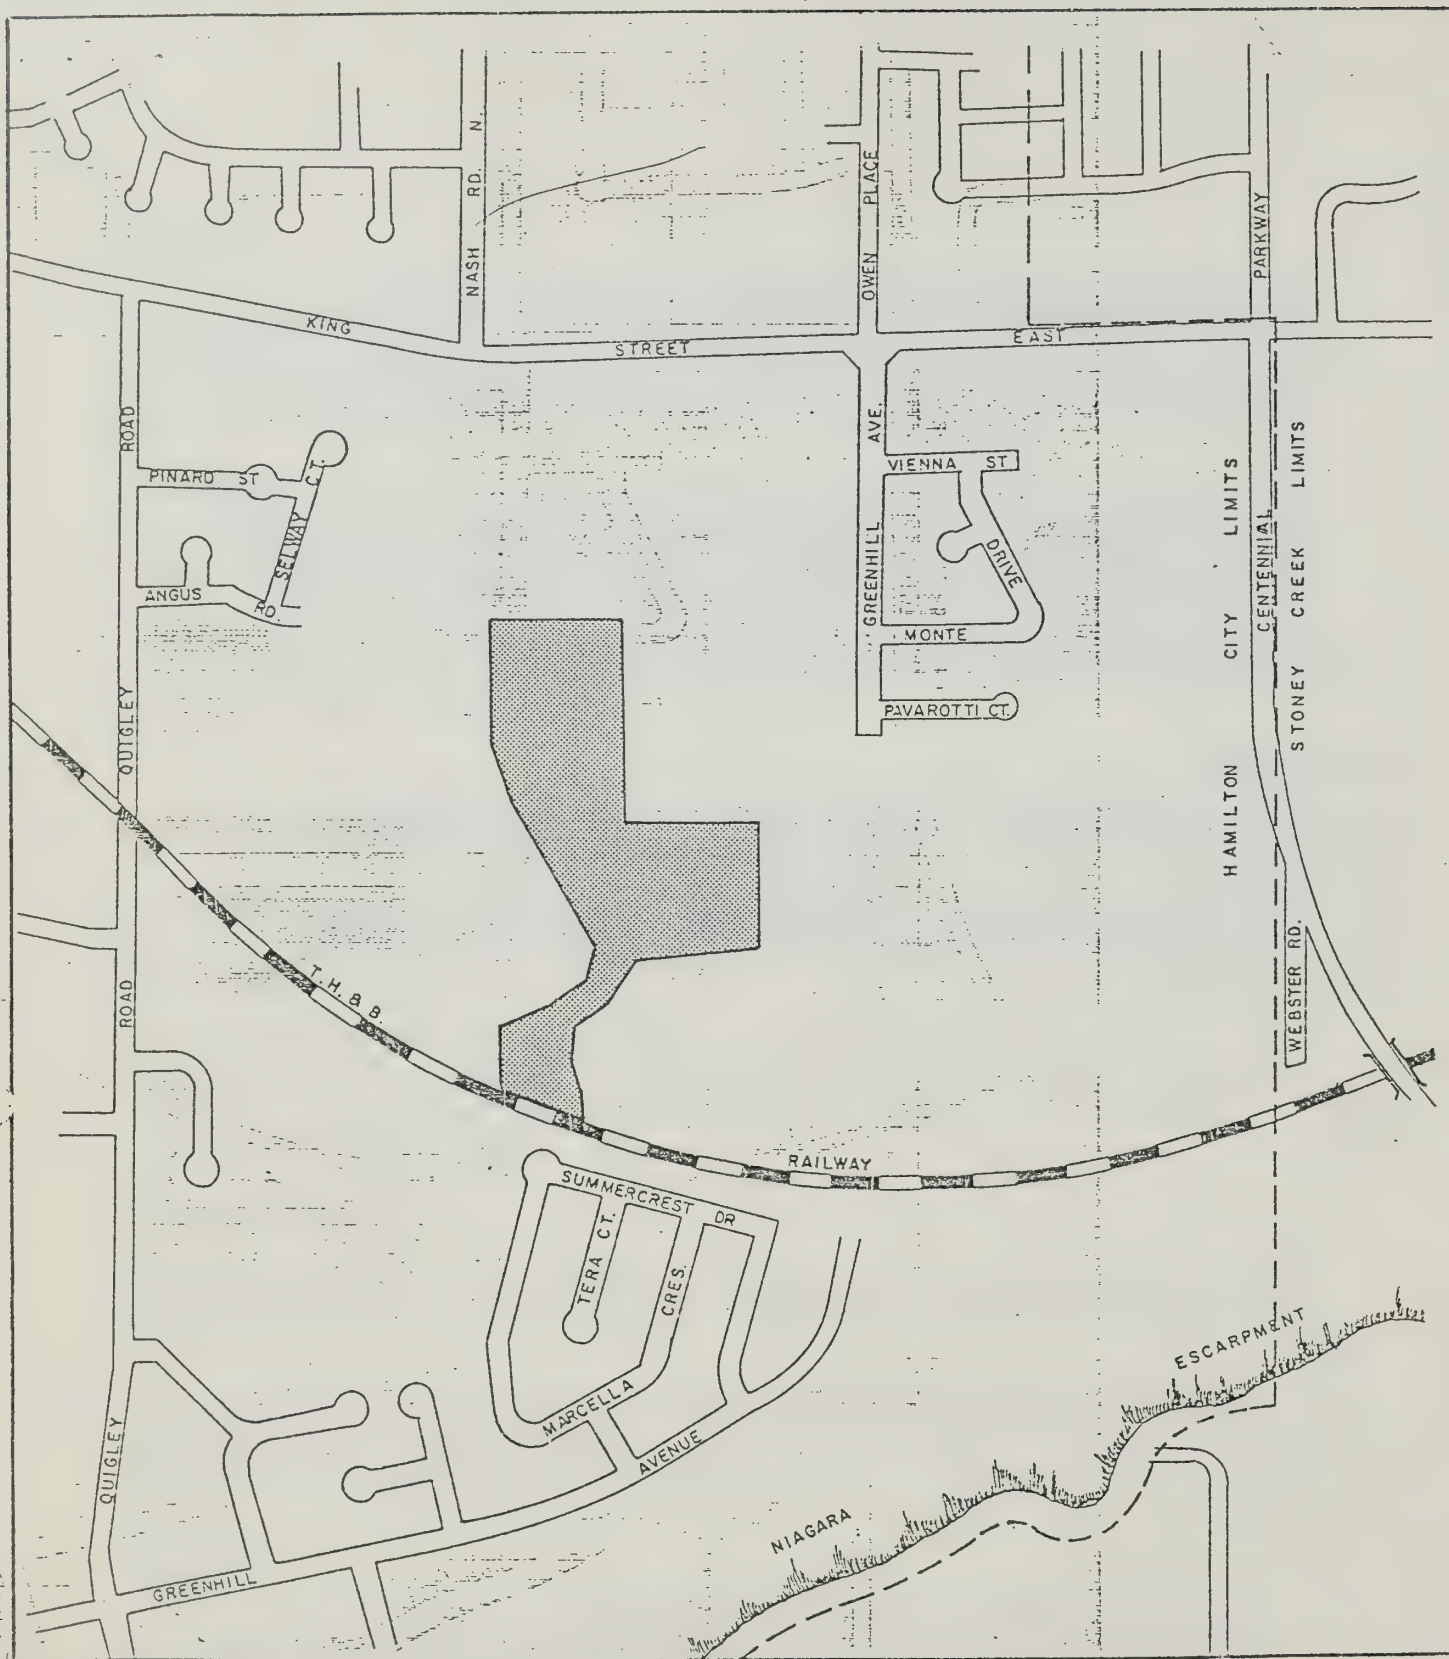 NASH RD. N.
OWEN PLACE
PARKWAY
KING
STREET
EAST
ROAD
AVE.
PINARD ST
SELWAY CT.
VIENNA ST.
HAMILTON CITY LIMITS
CENTENNIAL
STONEY CREEK LIMITS
ANGUS
RD.
GREENHILL
DRIVE
MONTE
QUIGLEY
PAVAROTTI CT.
T. H. & B.
ROAD
WEBSTER RD.
RAILWAY
SUMMERCREST DR
TERA CT.
CRES.
MARCELLA
ESCARPMENT
QUIGLEY
AVENUE
NIAGARA
GREENHILL